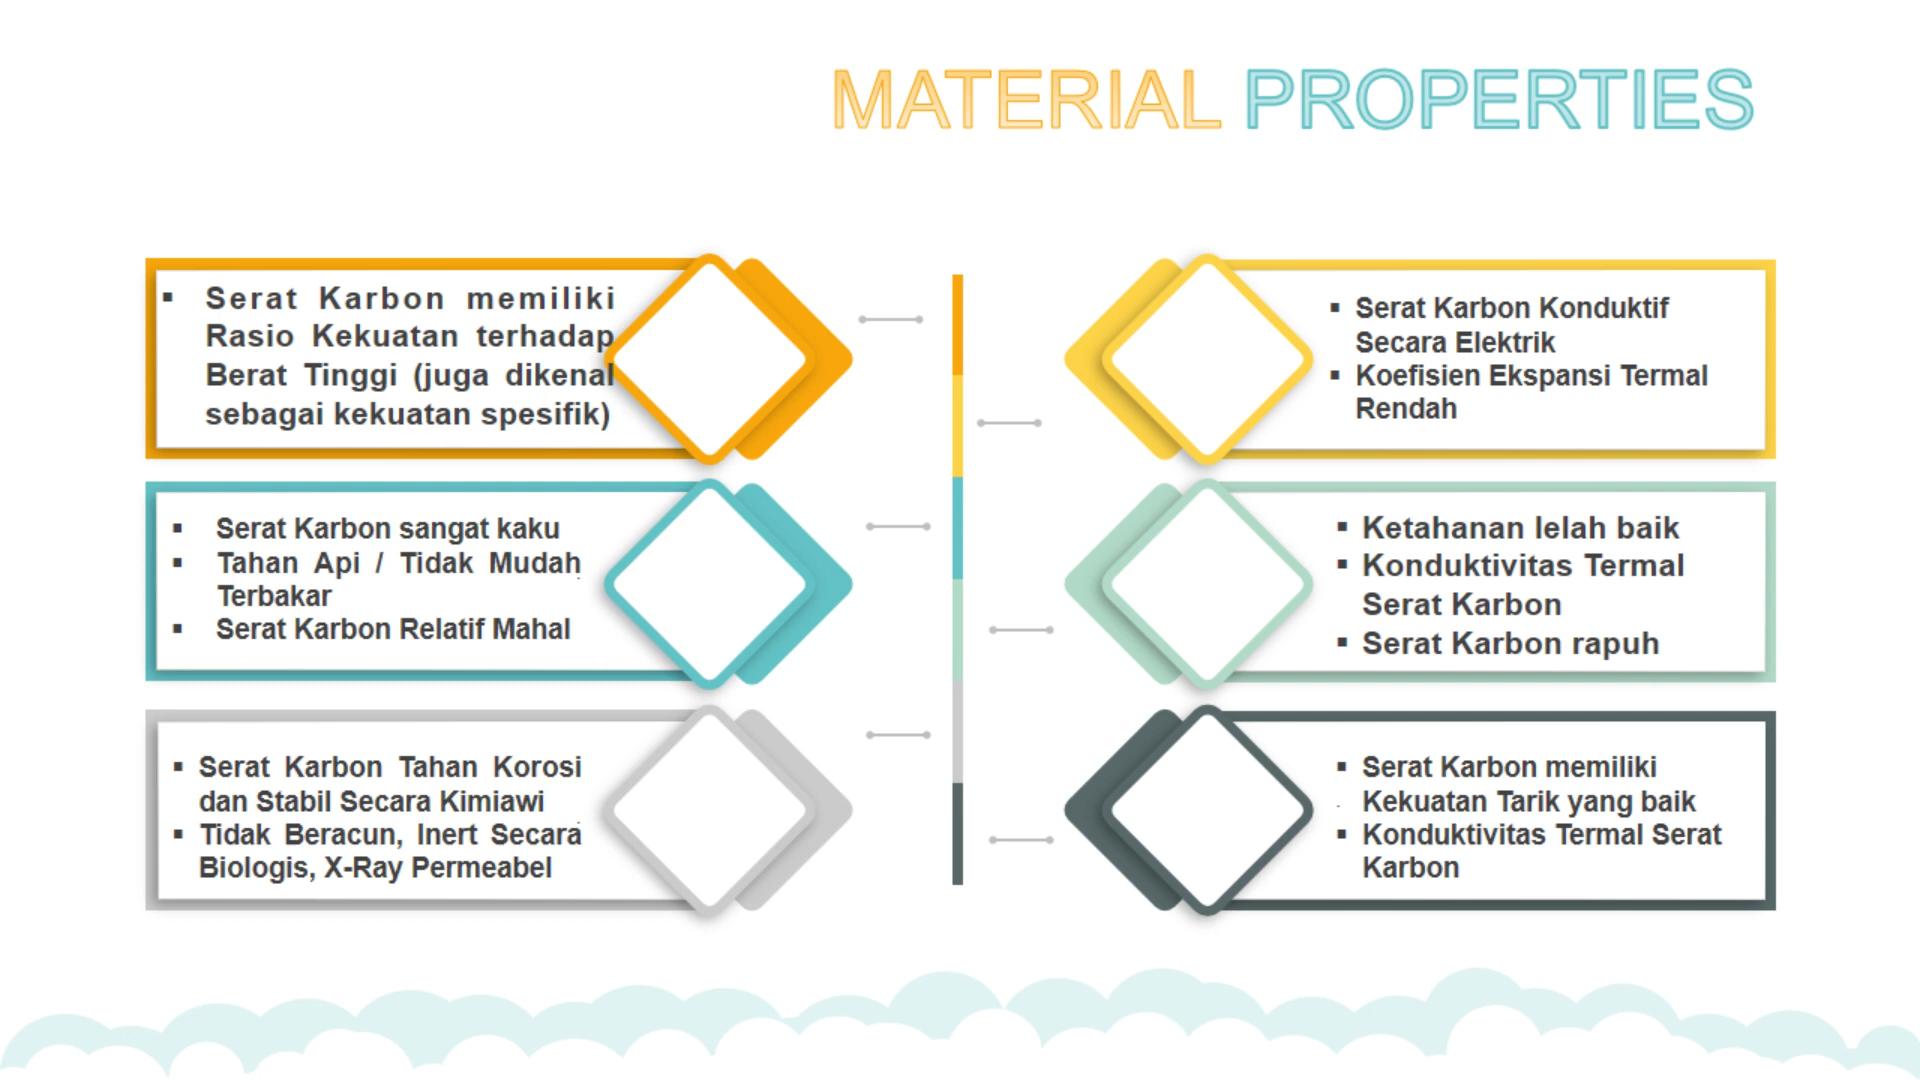 MATERIAL PROPERTIES
▪ Serat Karbon memiliki
Rasio Kekuatan terhadap
Berat Tinggi (juga dikenal
sebagai kekuatan spesifik)
▪ Serat Karbon sangat kaku
▪ Tahan Api / Tidak Mudah
Terbakar
▪ Serat Karbon Relatif Mahal
▪ Serat Karbon Tahan Korosi
dan Stabil Secara Kimiawi
▪ Tidak Beracun, Inert Secara
Biologis, X-Ray Permeabel
▪ Serat Karbon Konduktif
Secara Elektrik
▪ Koefisien Ekspansi Termal
Rendah
▪ Ketahanan lelah baik
▪ Konduktivitas Termal
Serat Karbon
▪ Serat Karbon rapuh
▪ Serat Karbon memiliki
Kekuatan Tarik yang baik
▪ Konduktivitas Termal Serat
Karbon